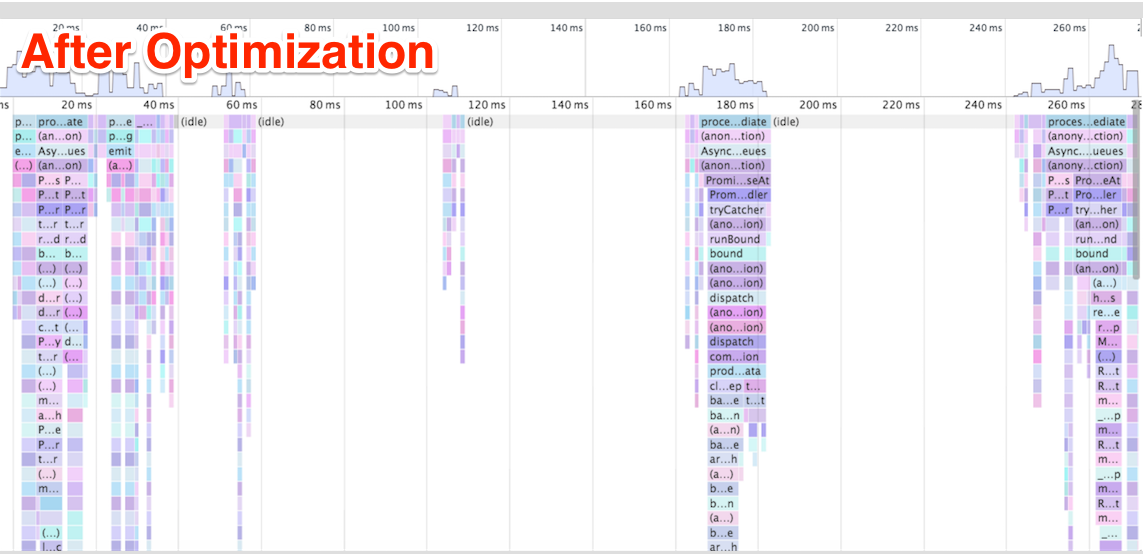 20 ms 40 ms 60 ms 80 ms 100 ms 120 ms 140 ms 160 ms 180 ms 200 ms 220 ms 240 ms 260 ms
After Optimization
ms 20 ms 40 ms 60 ms 80 ms 100 ms 120 ms 140 ms 160 ms 180 ms 200 ms 220 ms 240 ms 260 ms 28
p... pro...ate p...e _... (idle) (idle) (idle) proce...diate (idle) proces...ediate
p... (an...on) p...g (anon...tion) (anony...ction)
e... Asy...ues emit Async...eues Async...ueues
(...) (an...on) (a...) (anon...tion) (anony...ction)
P...s P... Promi...seAt P...s Pro...eAt
P...t P...t Prom...dler P...t Pro...ler
P...r P...r tryCatcher P...r try...her
t...r t...r (ano...ion) (an...on)
r...d r...d runBound run...nd
b... b... bound bound
(...) (...) (ano...ion) (an...on)
(...) (...) (ano...ion) (a...)
d...r (...) dispatch h...s
d...r (...) (ano...ion) re...e
c...t (... (ano...ion) r...p
P...y d... dispatch M...
t...r (... com...ion (...)
(...) prod...ata R...t
(...) cl...ep t... R...t
m... ba...e t...t m...
a...h ba...n _...p
P...e (a...n) m...
P...r ba...e R...t
t...r ar...h m...
(...) (a...) _...p
m... b...e m...
b...n R...t
(a...) m...
(...) b...e _...
l...c ar...h